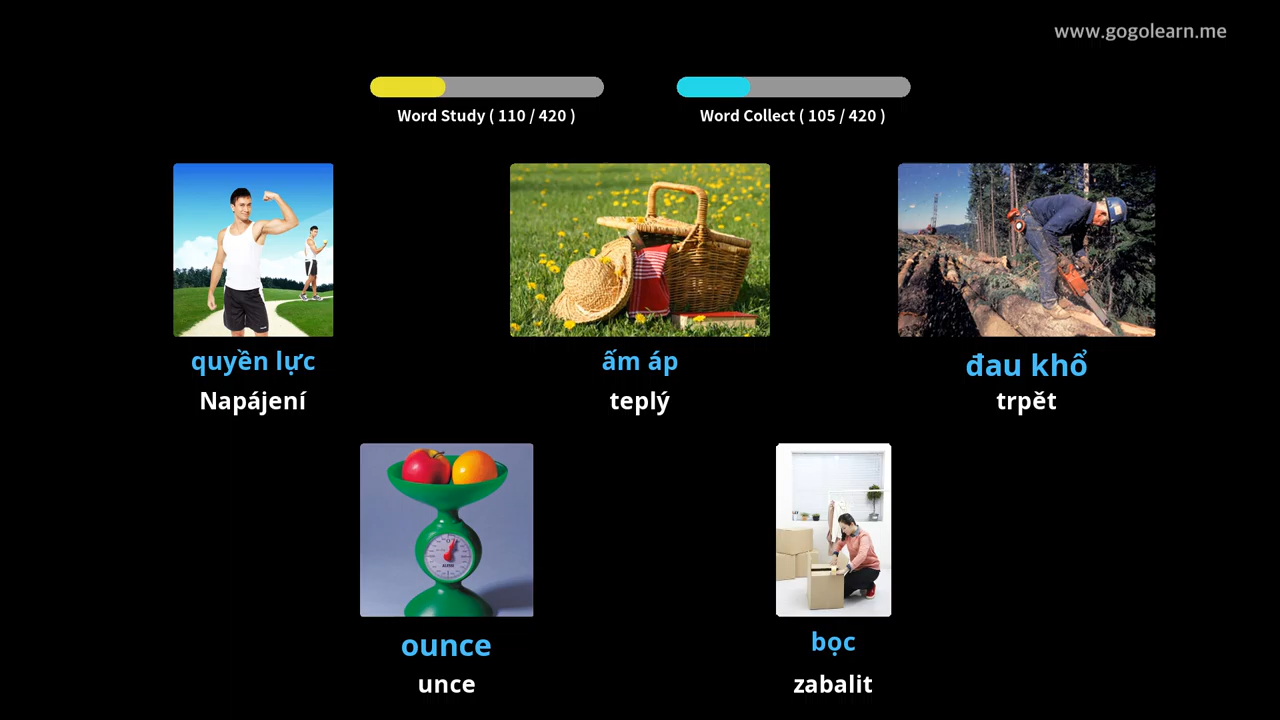 www.gogolearn.me
Word Study ( 110 / 420 )
Word Collect ( 105 / 420 )
quyền lực
Napájení
ấm áp
teplý
đau khổ
trpět
ounce
unce
bọc
zabalit